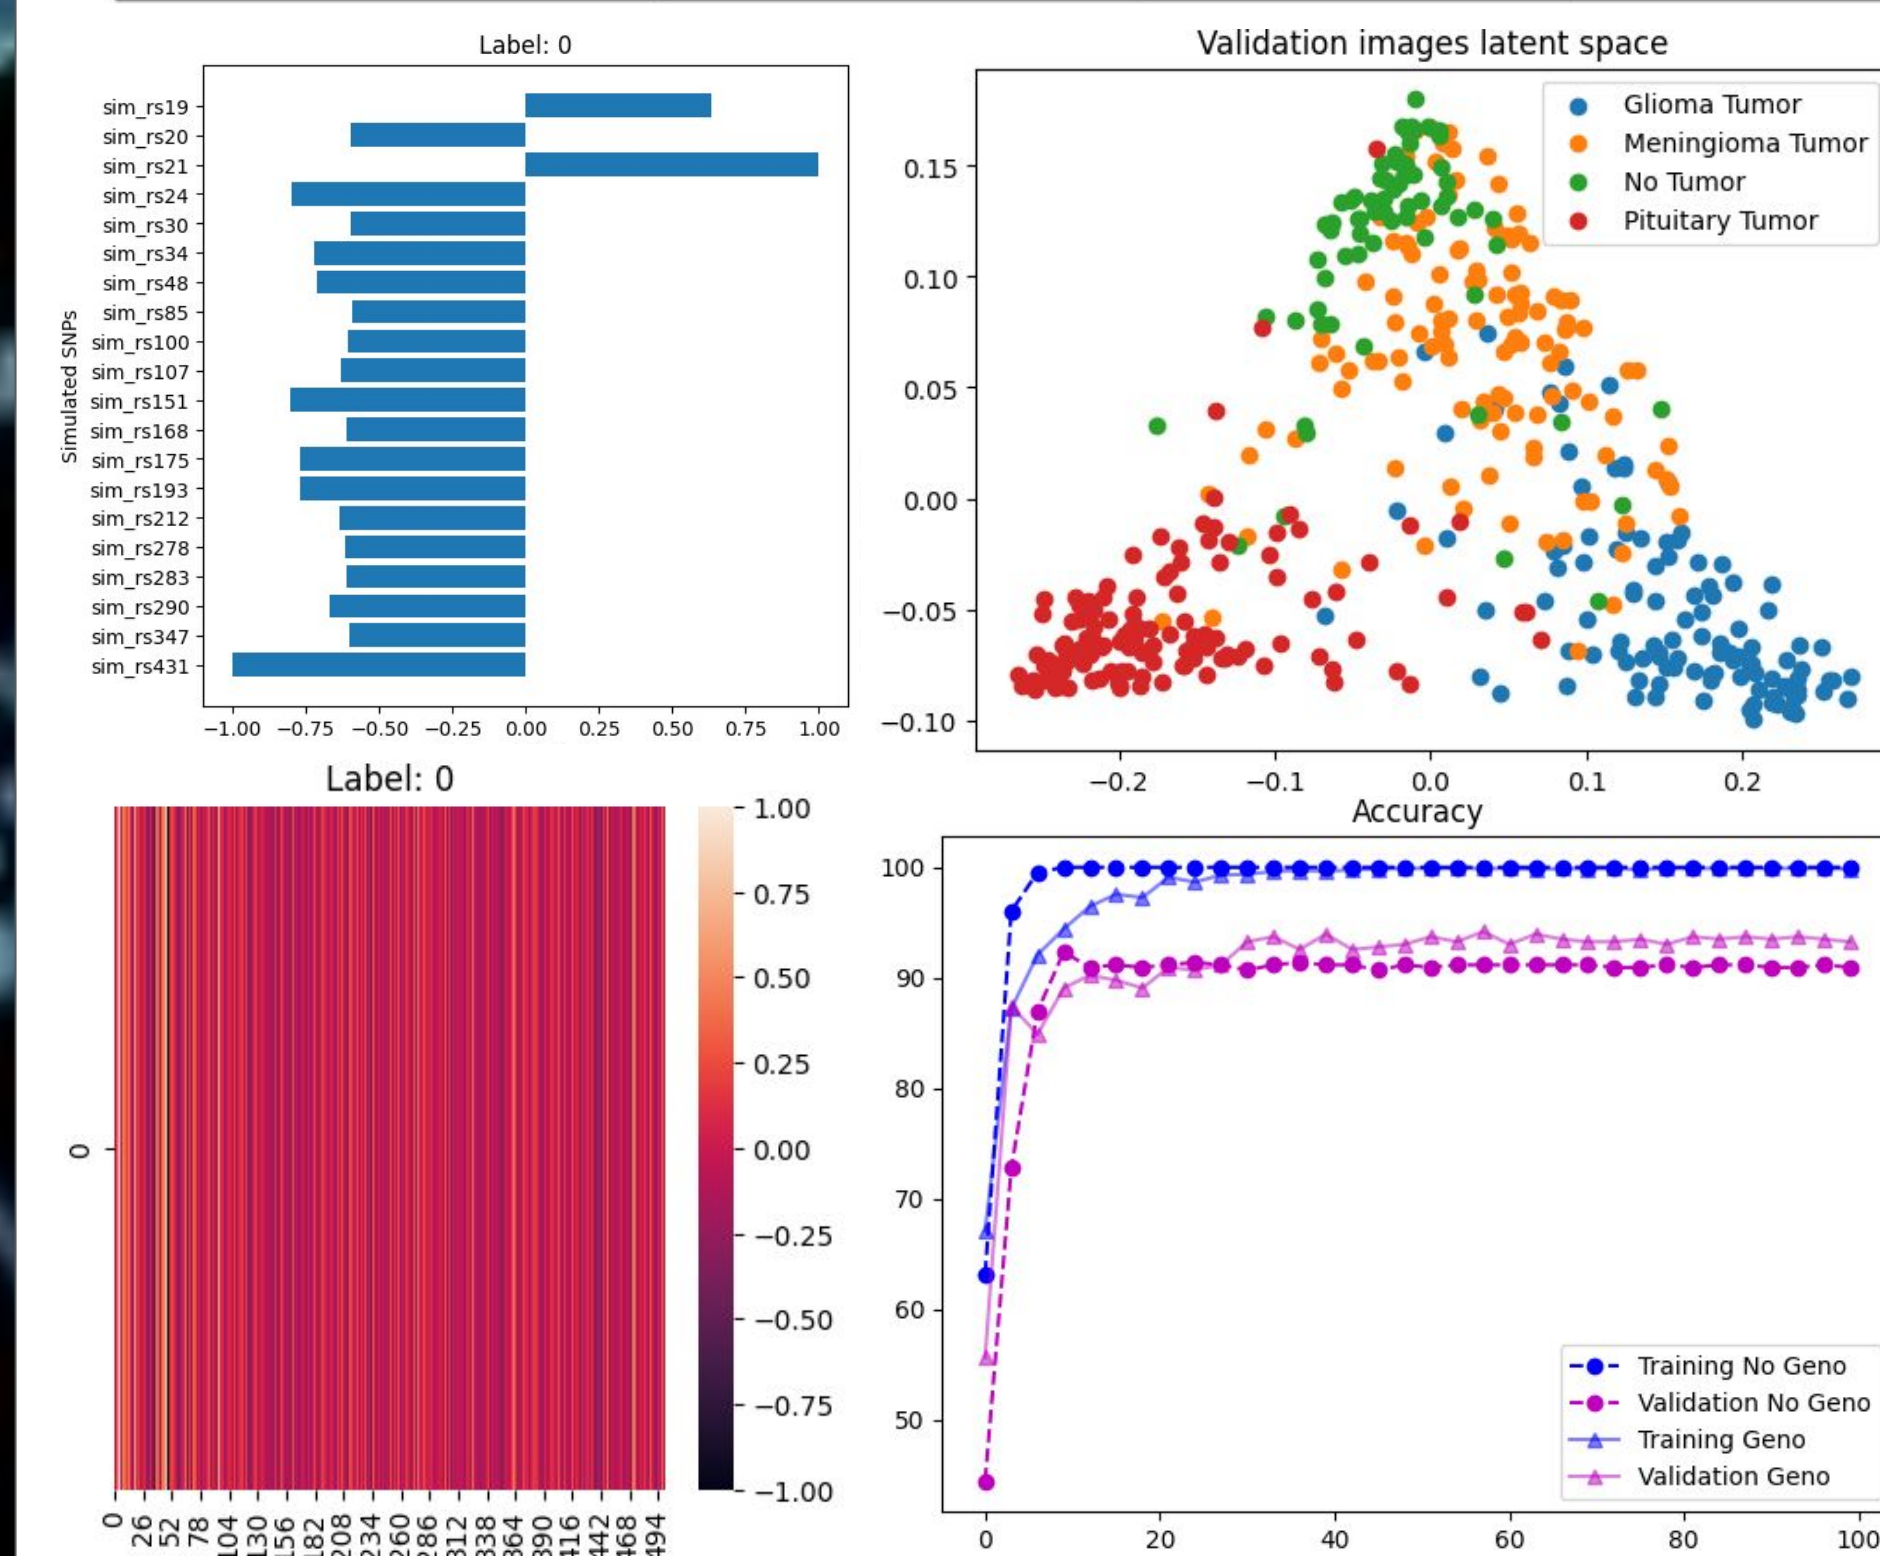 Label: 0
Simulated SNPs
sim_rs19
sim_rs20
sim_rs21
sim_rs24
sim_rs30
sim_rs34
sim_rs48
sim_rs85
sim_rs100
sim_rs107
sim_rs151
sim_rs168
sim_rs175
sim_rs193
sim_rs212
sim_rs278
sim_rs283
sim_rs290
sim_rs347
sim_rs431
−1.00 −0.75 −0.50 −0.25 0.00 0.25 0.50 0.75 1.00
Validation images latent space
Glioma Tumor
Meningioma Tumor
No Tumor
Pituitary Tumor
0.15
0.10
0.05
0.00
−0.05
−0.10
−0.2 −0.1 0.0 0.1 0.2
Label: 0
0
0 26 52 78 104 130 156 182 208 234 260 286 312 338 364 390 416 442 468 494
1.00
0.75
0.50
0.25
0.00
−0.25
−0.50
−0.75
−1.00
Accuracy
100
90
80
70
60
50
0 20 40 60 80 100
Training No Geno
Validation No Geno
Training Geno
Validation Geno